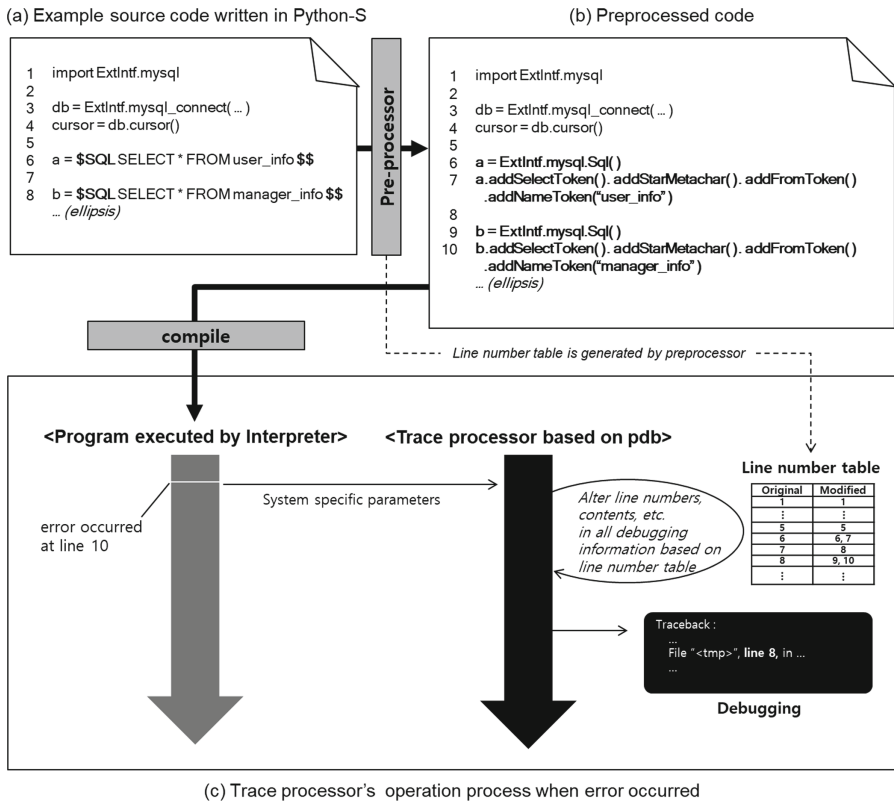 (a) Example source code written in Python-S
1 import ExtIntf.mysql
2
3 db = ExtIntf.mysql_connect( ... )
4 cursor = db.cursor()
5
6 a = $SQL SELECT * FROM user_info $$
7
8 b = $SQL SELECT * FROM manager_info $$
... (ellipsis)
Pre-processor
(b) Preprocessed code
1 import ExtIntf.mysql
2
3 db = ExtIntf.mysql_connect( ... )
4 cursor = db.cursor()
5
6 a = ExtIntf.mysql.Sql()
7 a.addSelectToken(). addStarMetachar(). addFromToken()
.addNameToken("user_info")
8
9 b = ExtIntf.mysql.Sql()
10 b.addSelectToken(). addStarMetachar(). addFromToken()
.addNameToken("manager_info")
... (ellipsis)
compile
Line number table is generated by preprocessor
<Program executed by Interpreter>
error occurred
at line 10
System specific parameters
<Trace processor based on pdb>
Alter line numbers,
contents, etc.
in all debugging
information based on
line number table
Line number table
Original Modified
1 1
⋮ ⋮
5 5
6 6, 7
7 8
8 9, 10
⋮ ⋮
Traceback :
...
File "<tmp>", line 8, in ...
...
Debugging
(c) Trace processor's operation process when error occurred